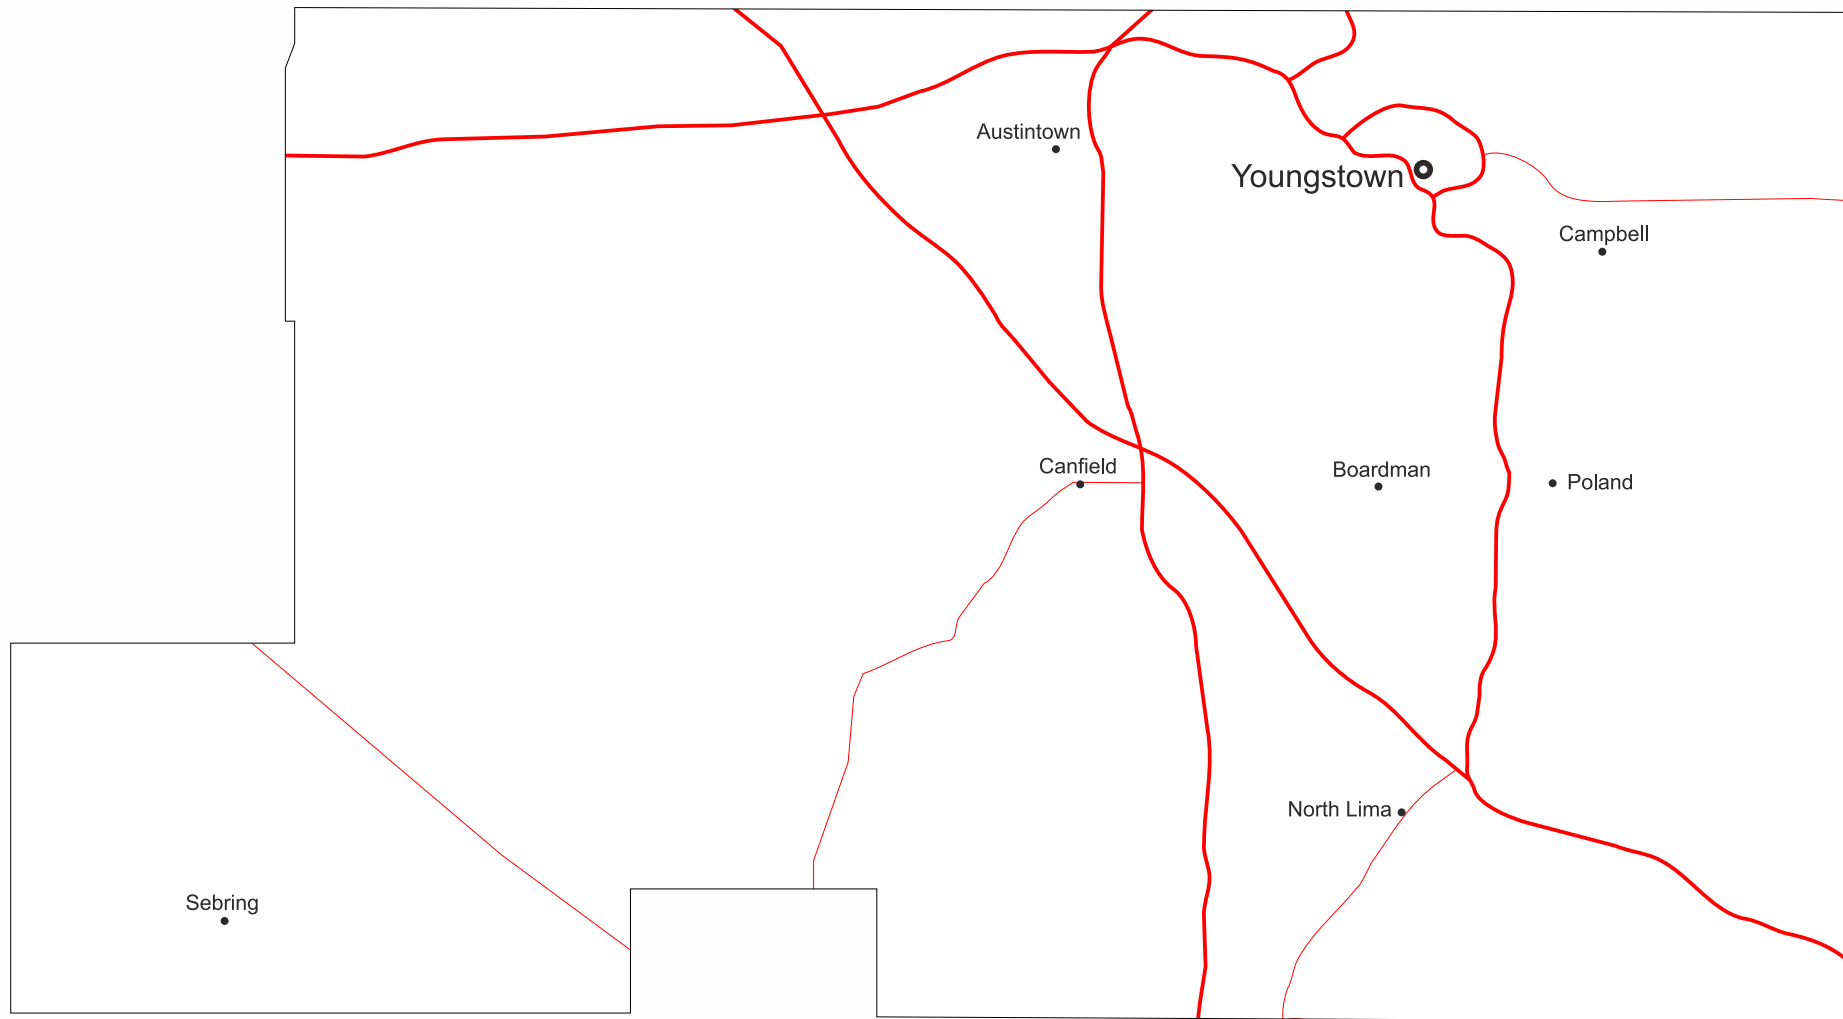 Austintown
Youngstown
Campbell
Canfield
Boardman
Poland
North Lima
Sebring